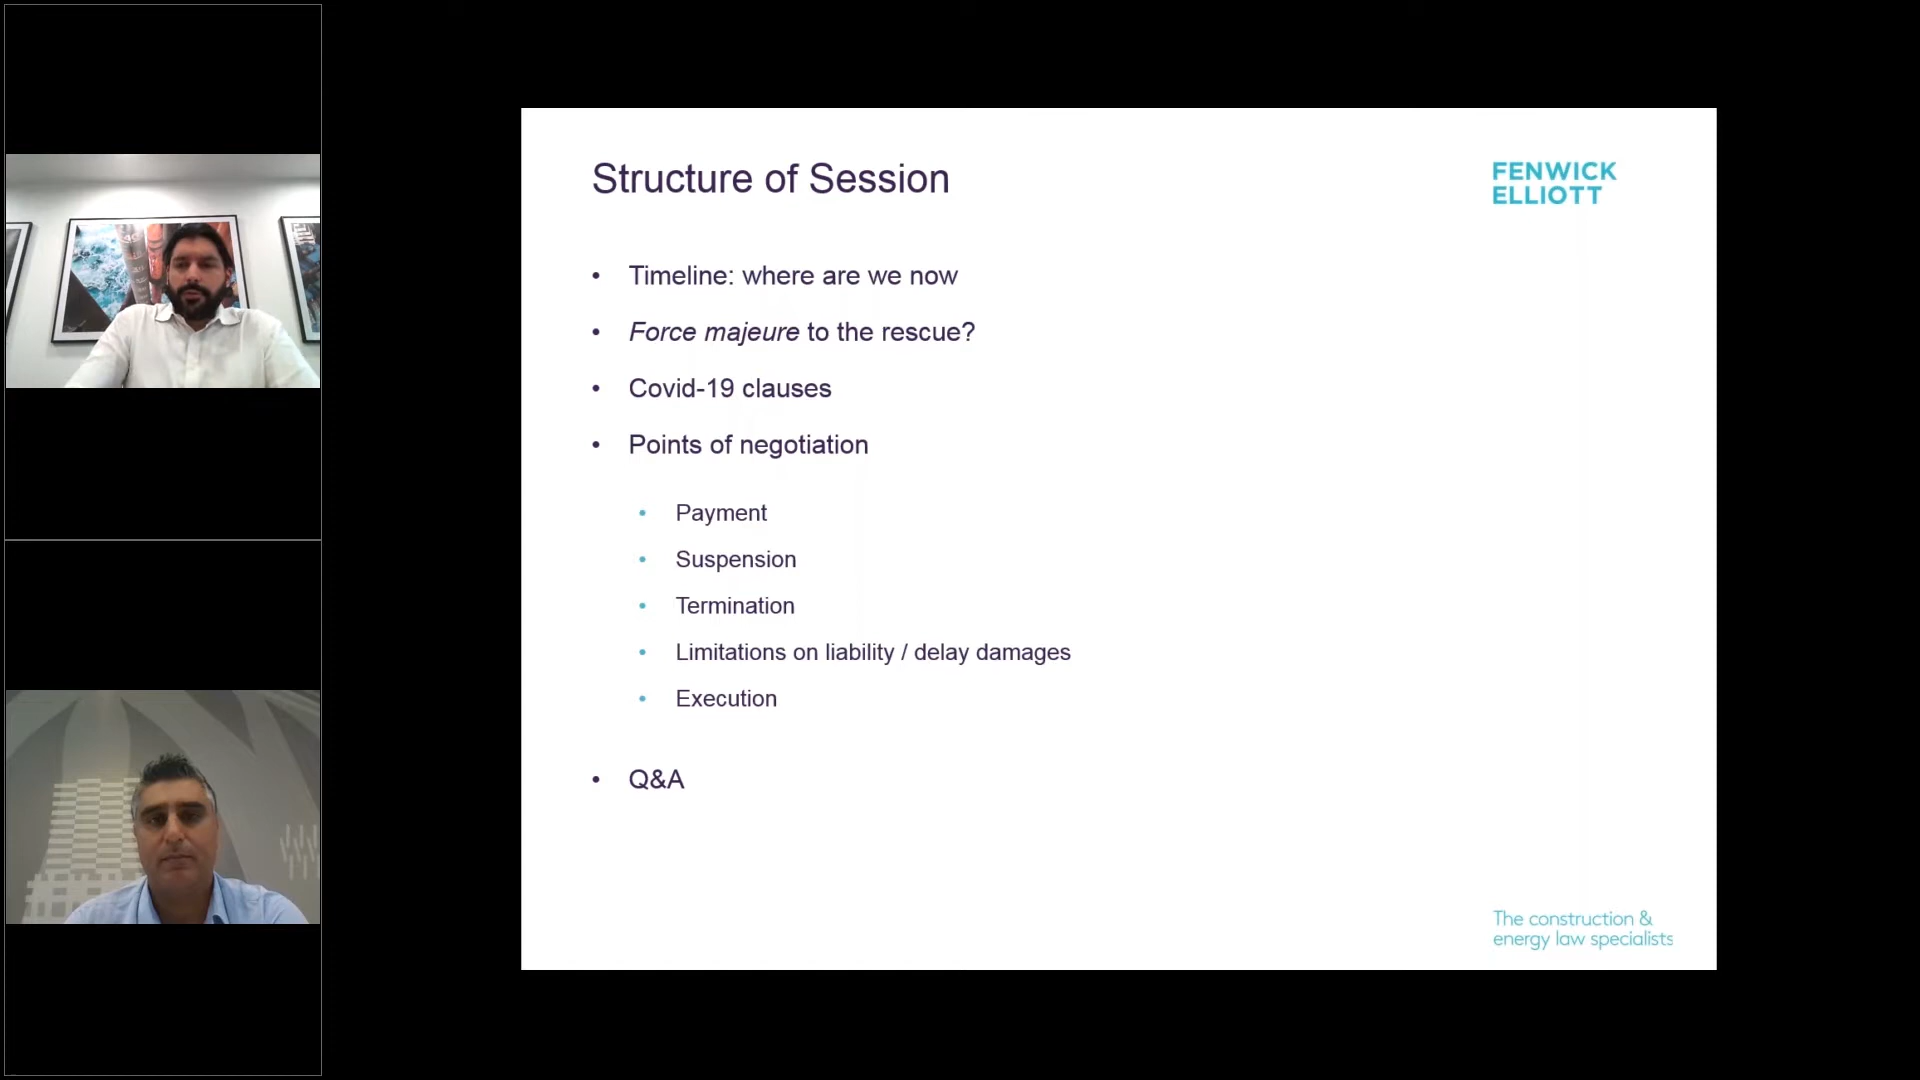 Structure of Session
FENWICK
ELLIOTT
• Timeline: where are we now
• Force majeure to the rescue?
• Covid-19 clauses
• Points of negotiation
• Payment
• Suspension
• Termination
• Limitations on liability / delay damages
• Execution
• Q&A
The construction &
energy law specialists